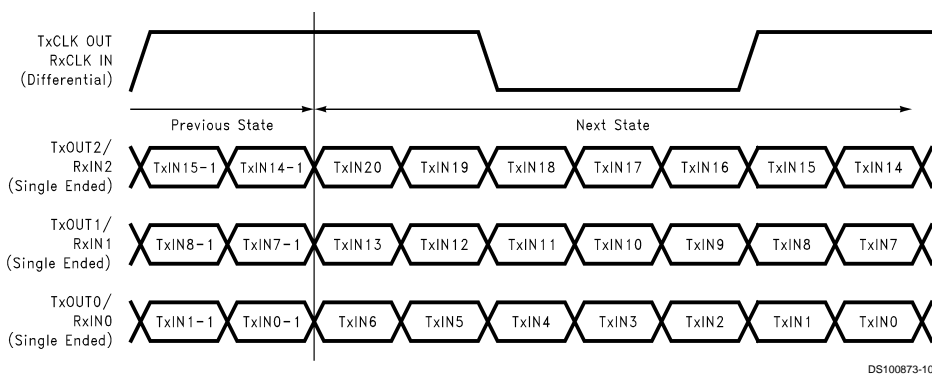 TxCLK OUT
RxCLK IN
(Differential)
Previous State
Next State
TxOUT2/
RxIN2
(Single Ended)
TxIN15-1 TxIN14-1 TxIN20 TxIN19 TxIN18 TxIN17 TxIN16 TxIN15 TxIN14
TxOUT1/
RxIN1
(Single Ended)
TxIN8-1 TxIN7-1 TxIN13 TxIN12 TxIN11 TxIN10 TxIN9 TxIN8 TxIN7
TxOUT0/
RxIN0
(Single Ended)
TxIN1-1 TxIN0-1 TxIN6 TxIN5 TxIN4 TxIN3 TxIN2 TxIN1 TxIN0
DS100873-10